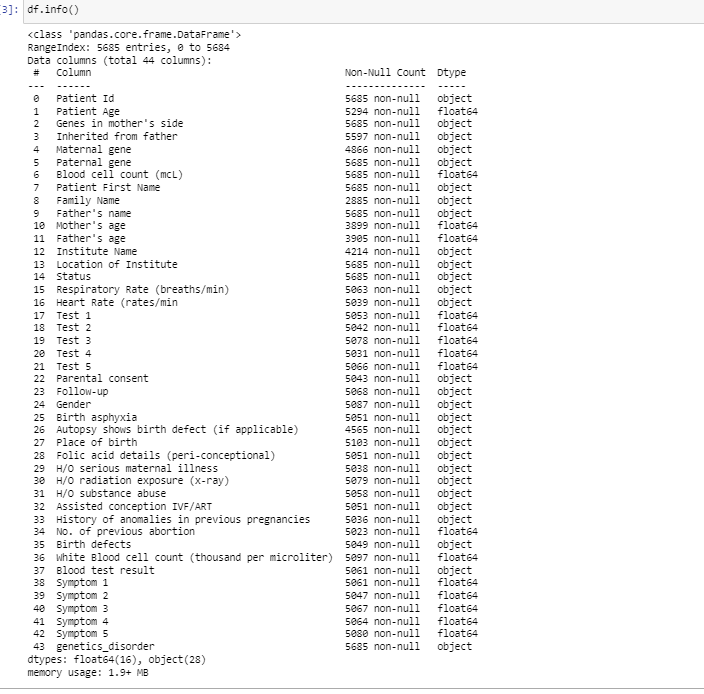 [3]: df.info()
<class 'pandas.core.frame.DataFrame'>
RangeIndex: 5685 entries, 0 to 5684
Data columns (total 44 columns):
 #   Column                                            Non-Null Count  Dtype
---  ------                                            --------------  -----
 0   Patient Id                                        5685 non-null   object
 1   Patient Age                                       5294 non-null   float64
 2   Genes in mother's side                            5685 non-null   object
 3   Inherited from father                             5597 non-null   object
 4   Maternal gene                                     4866 non-null   object
 5   Paternal gene                                     5685 non-null   object
 6   Blood cell count (mcL)                            5685 non-null   float64
 7   Patient First Name                                5685 non-null   object
 8   Family Name                                       2885 non-null   object
 9   Father's name                                     5685 non-null   object
 10  Mother's age                                      3899 non-null   float64
 11  Father's age                                      3905 non-null   float64
 12  Institute Name                                    4214 non-null   object
 13  Location of Institute                             5685 non-null   object
 14  Status                                            5685 non-null   object
 15  Respiratory Rate (breaths/min)                    5063 non-null   object
 16  Heart Rate (rates/min                             5039 non-null   object
 17  Test 1                                            5053 non-null   float64
 18  Test 2                                            5042 non-null   float64
 19  Test 3                                            5078 non-null   float64
 20  Test 4                                            5031 non-null   float64
 21  Test 5                                            5066 non-null   float64
 22  Parental consent                                  5043 non-null   object
 23  Follow-up                                         5068 non-null   object
 24  Gender                                            5087 non-null   object
 25  Birth asphyxia                                    5051 non-null   object
 26  Autopsy shows birth defect (if applicable)        4565 non-null   object
 27  Place of birth                                    5103 non-null   object
 28  Folic acid details (peri-conceptional)            5051 non-null   object
 29  H/O serious maternal illness                      5038 non-null   object
 30  H/O radiation exposure (x-ray)                    5079 non-null   object
 31  H/O substance abuse                               5058 non-null   object
 32  Assisted conception IVF/ART                       5051 non-null   object
 33  History of anomalies in previous pregnancies      5036 non-null   object
 34  No. of previous abortion                          5023 non-null   float64
 35  Birth defects                                     5049 non-null   object
 36  White Blood cell count (thousand per microliter)  5097 non-null   float64
 37  Blood test result                                 5061 non-null   object
 38  Symptom 1                                         5061 non-null   float64
 39  Symptom 2                                         5047 non-null   float64
 40  Symptom 3                                         5067 non-null   float64
 41  Symptom 4                                         5064 non-null   float64
 42  Symptom 5                                         5080 non-null   float64
 43  genetics_disorder                                 5685 non-null   object
dtypes: float64(16), object(28)
memory usage: 1.9+ MB